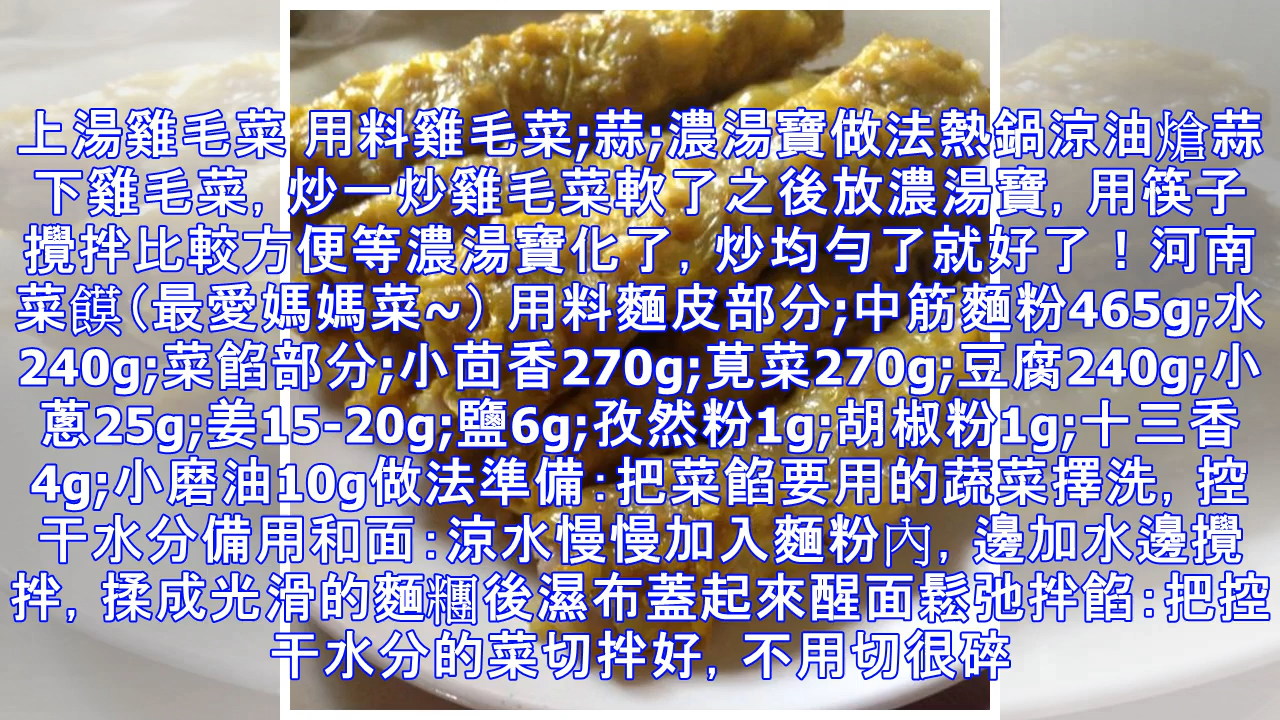 上湯雞毛菜 用料雞毛菜;蒜;濃湯寶做法熱鍋涼油熗蒜
下雞毛菜, 炒一炒雞毛菜軟了之後放濃湯寶, 用筷子
攪拌比較方便等濃湯寶化了, 炒均勻了就好了！河南
菜饃(最愛媽媽菜~) 用料麵皮部分;中筋麵粉465g;水
240g;菜餡部分;小茴香270g;莧菜270g;豆腐240g;小
蔥25g;姜15-20g;鹽6g;孜然粉1g;胡椒粉1g;十三香
4g;小磨油10g做法準備:把菜餡要用的蔬菜擇洗, 控
干水分備用和面:涼水慢慢加入麵粉內, 邊加水邊攪
拌, 揉成光滑的麵糰後濕布蓋起來醒面鬆弛拌餡:把控
干水分的菜切拌好, 不用切很碎